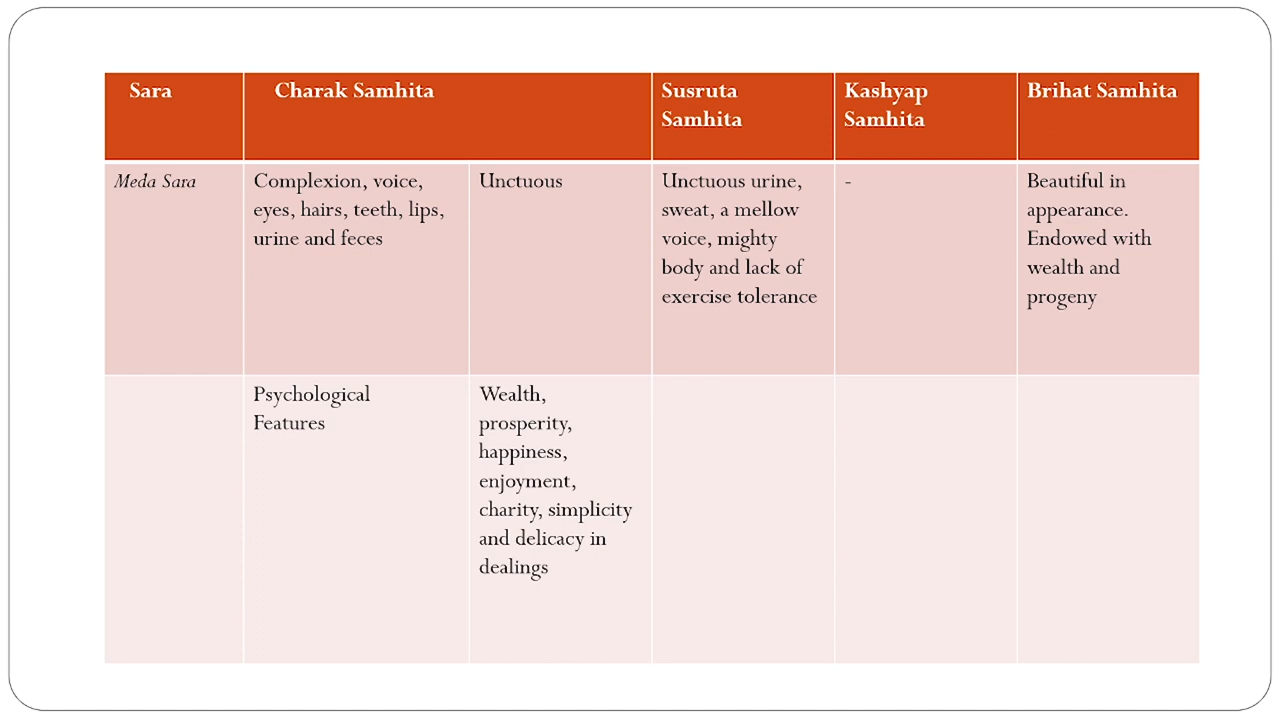 Sara
Charak Samhita
Susruta
Samhita
Kashyap
Samhita
Brihat Samhita
Meda Sara
Complexion, voice,
eyes, hairs, teeth, lips,
urine and feces
Unctuous
Unctuous urine,
sweat, a mellow
voice, mighty
body and lack of
exercise tolerance
-
Beautiful in
appearance.
Endowed with
wealth and
progeny
Psychological
Features
Wealth,
prosperity,
happiness,
enjoyment,
charity, simplicity
and delicacy in
dealings